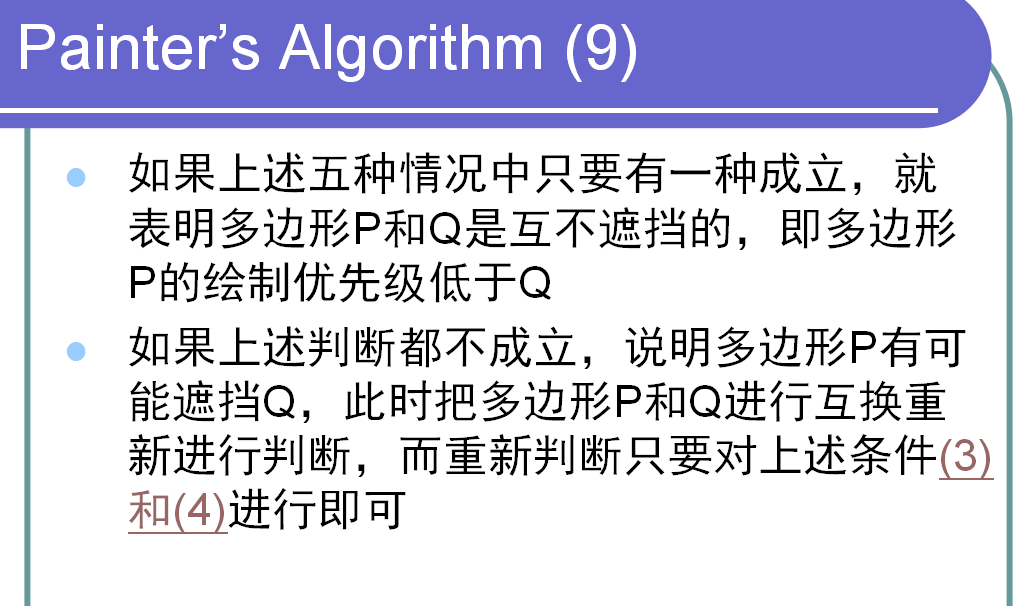 Painter’s Algorithm (9)
如果上述五种情况中只要有一种成立，就
表明多边形P和Q是互不遮挡的，即多边形
P的绘制优先级低于Q
如果上述判断都不成立，说明多边形P有可
能遮挡Q，此时把多边形P和Q进行互换重
新进行判断，而重新判断只要对上述条件(3)
和(4)进行即可